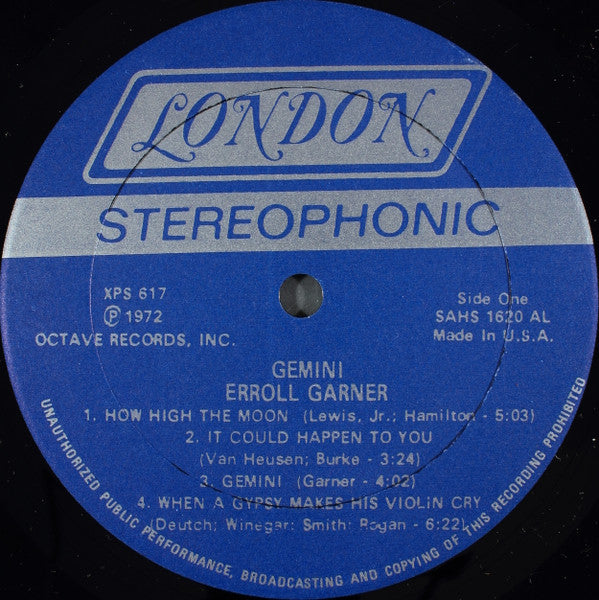 LONDON
STEREOPHONIC
XPS 617
Ⓟ 1972
OCTAVE RECORDS, INC.
Side One
SAHS 1620 AL
Made In U.S.A.
GEMINI
ERROLL GARNER
1. HOW HIGH THE MOON (Lewis, Jr.; Hamilton - 5:03)
2. IT COULD HAPPEN TO YOU
(Van Heusen; Burke - 3:24)
3. GEMINI (Garner - 4:02)
4. WHEN A GYPSY MAKES HIS VIOLIN CRY
(Deutch; Winegar; Smith; Rogan - 6:22)
UNAUTHORIZED PUBLIC PERFORMANCE, BROADCASTING AND COPYING OF THIS RECORDING PROHIBITED